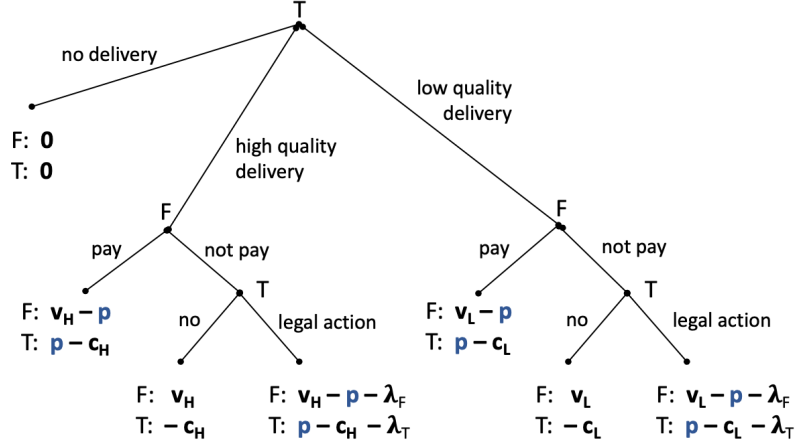 T
no delivery
low quality
delivery
F: 0
T: 0
high quality
delivery
F
F
pay
not pay
pay
not pay
T
T
F: vH – p
T: p – cH
no
legal action
F: vL – p
T: p – cL
no
legal action
F: vH
T: – cH
F: vH – p – λF
T: p – cH – λT
F: vL
T: – cL
F: vL – p – λF
T: p – cL – λT